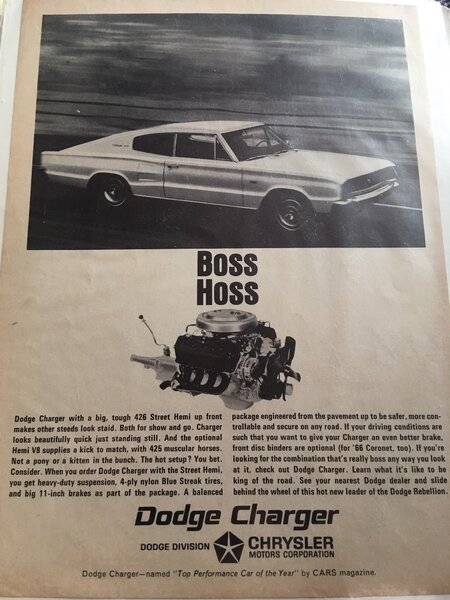 Boss
Hoss
Dodge Charger with a big, tough 426 Street Hemi up front
makes other steeds look staid. Both for show and go. Charger
looks beautifully quick just standing still. And the optional
Hemi V8 supplies a kick to match, with 425 muscular horses.
Not a pony or a kitten in the bunch. The hot setup? You bet.
Consider. When you order Dodge Charger with the Street Hemi,
you get heavy-duty suspension, 4-ply nylon Blue Streak tires,
and big 11-inch brakes as part of the package. A balanced
package engineered from the pavement up to be safer, more con-
trollable and secure on any road. If your driving conditions are
such that you want to give your Charger an even better brake,
front disc binders are optional (for '66 Coronet, too). If you're
looking for the combination that's really boss any way you look
at it, check out Dodge Charger. Learn what it's like to be
king of the road. See your nearest Dodge dealer and slide
behind the wheel of this hot new leader of the Dodge Rebellion.
Dodge Charger
DODGE DIVISION CHRYSLER
MOTORS CORPORATION
Dodge Charger—named "Top Performance Car of the Year" by CARS magazine.